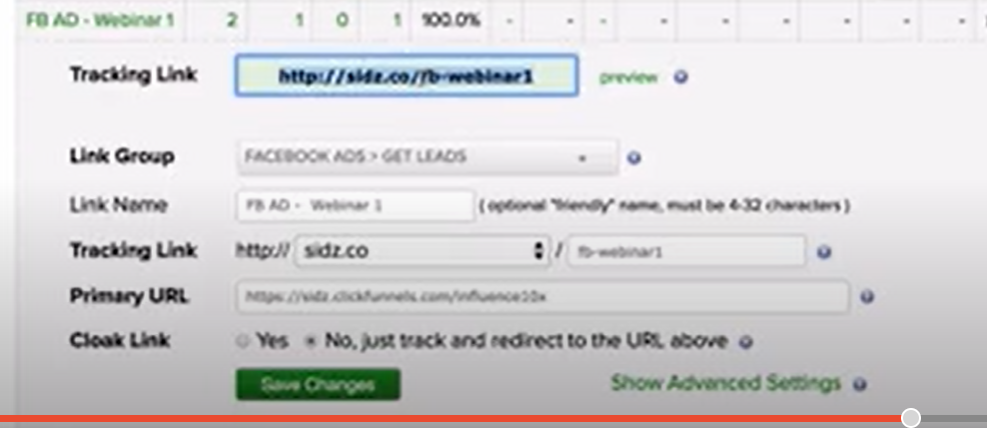 FB AD - Webinar 1 2 1 0 1 100.0% - - - - - - - - -
Tracking Link http://sidz.co/fb-webinar1 preview
Link Group FACEBOOK ADS > GET LEADS
Link Name FB AD - Webinar 1 ( optional "friendly" name, must be 4-32 characters )
Tracking Link http:// sidz.co / fb-webinar1
Primary URL https://sidz.clickfunnels.com/influence10x
Cloak Link Yes No, just track and redirect to the URL above
Save Changes Show Advanced Settings